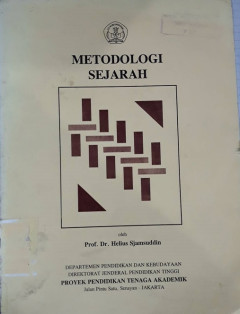 METODOLOGI
SEJARAH
oleh
Prof. Dr. Helius Sjamsuddin
DEPARTEMEN PENDIDIKAN DAN KEBUDAYAAN
DIREKTORAT JENDERAL PENDIDIKAN TINGGI
PROYEK PENDIDIKAN TENAGA AKADEMIK
Jalan Pintu Satu, Senayan - JAKARTA